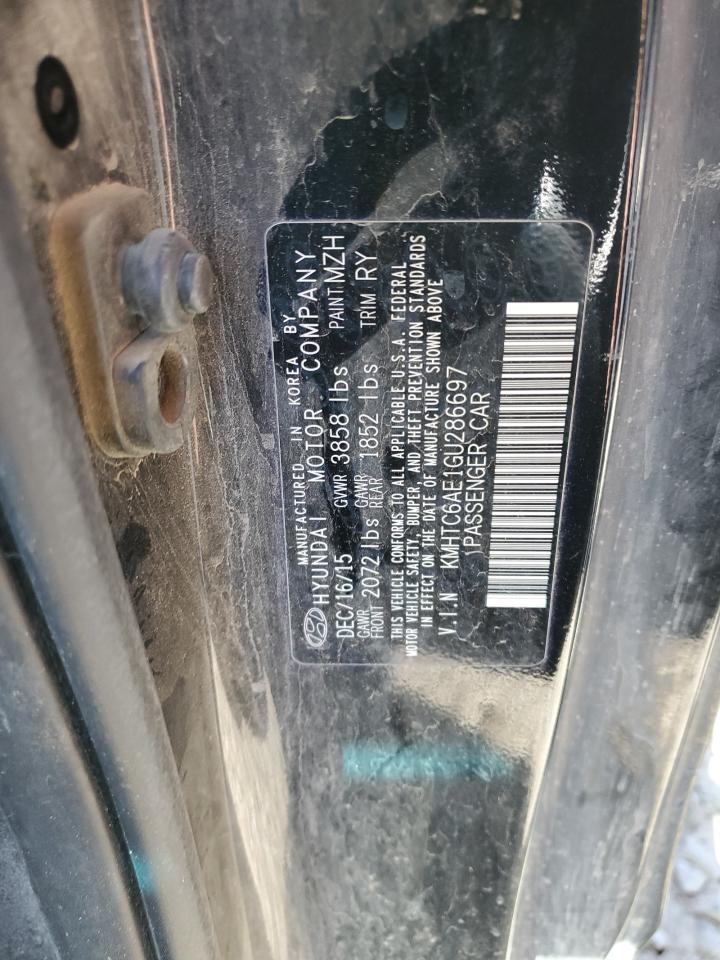 MANUFACTURED IN KOREA BY
HYUNDAI MOTOR COMPANY
DEC/16/15 GVWR 3858 lbs PAINT MZH
GAWR FRONT 2072 lbs GAWR REAR 1852 lbs TRIM RY
THIS VEHICLE CONFORMS TO ALL APPLICABLE U.S.A. FEDERAL
MOTOR VEHICLE SAFETY, BUMPER, AND THEFT PREVENTION STANDARDS
IN EFFECT ON THE DATE OF MANUFACTURE SHOWN ABOVE
V.I.N KMHTC6AE1GU286697
PASSENGER CAR